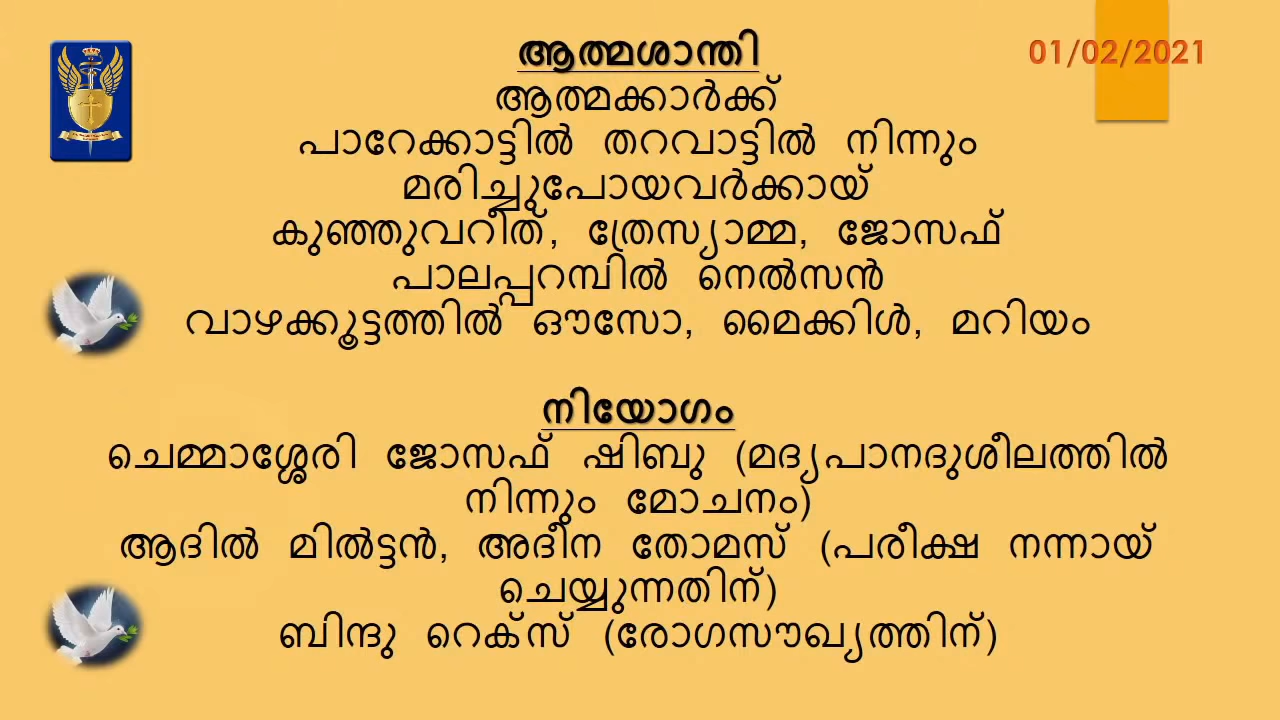 ആത്മശാന്തി
01/02/2021
ആത്മക്കാർക്ക്
പാറേക്കാട്ടിൽ തറവാട്ടിൽ നിന്നും
മരിച്ചുപോയവർക്കായ്
കുഞ്ഞുവറീത്, ത്രേസ്യാമ്മ, ജോസഫ്
പാലപ്പറമ്പിൽ നെൽസൻ
വാഴക്കൂട്ടത്തിൽ ഔസോ, മൈക്കിൾ, മറിയം
നിയോഗം
ചെമ്മാശ്ശേരി ജോസഫ് ഷിബു (മദ്യപാനദുശീലത്തിൽ
നിന്നും മോചനം)
ആദിൽ മിൽട്ടൻ, അദീന തോമസ് (പരീക്ഷ നന്നായ്
ചെയ്യുന്നതിന്)
ബിന്ദു റെക്സ് (രോഗസൗഖ്യത്തിന്)